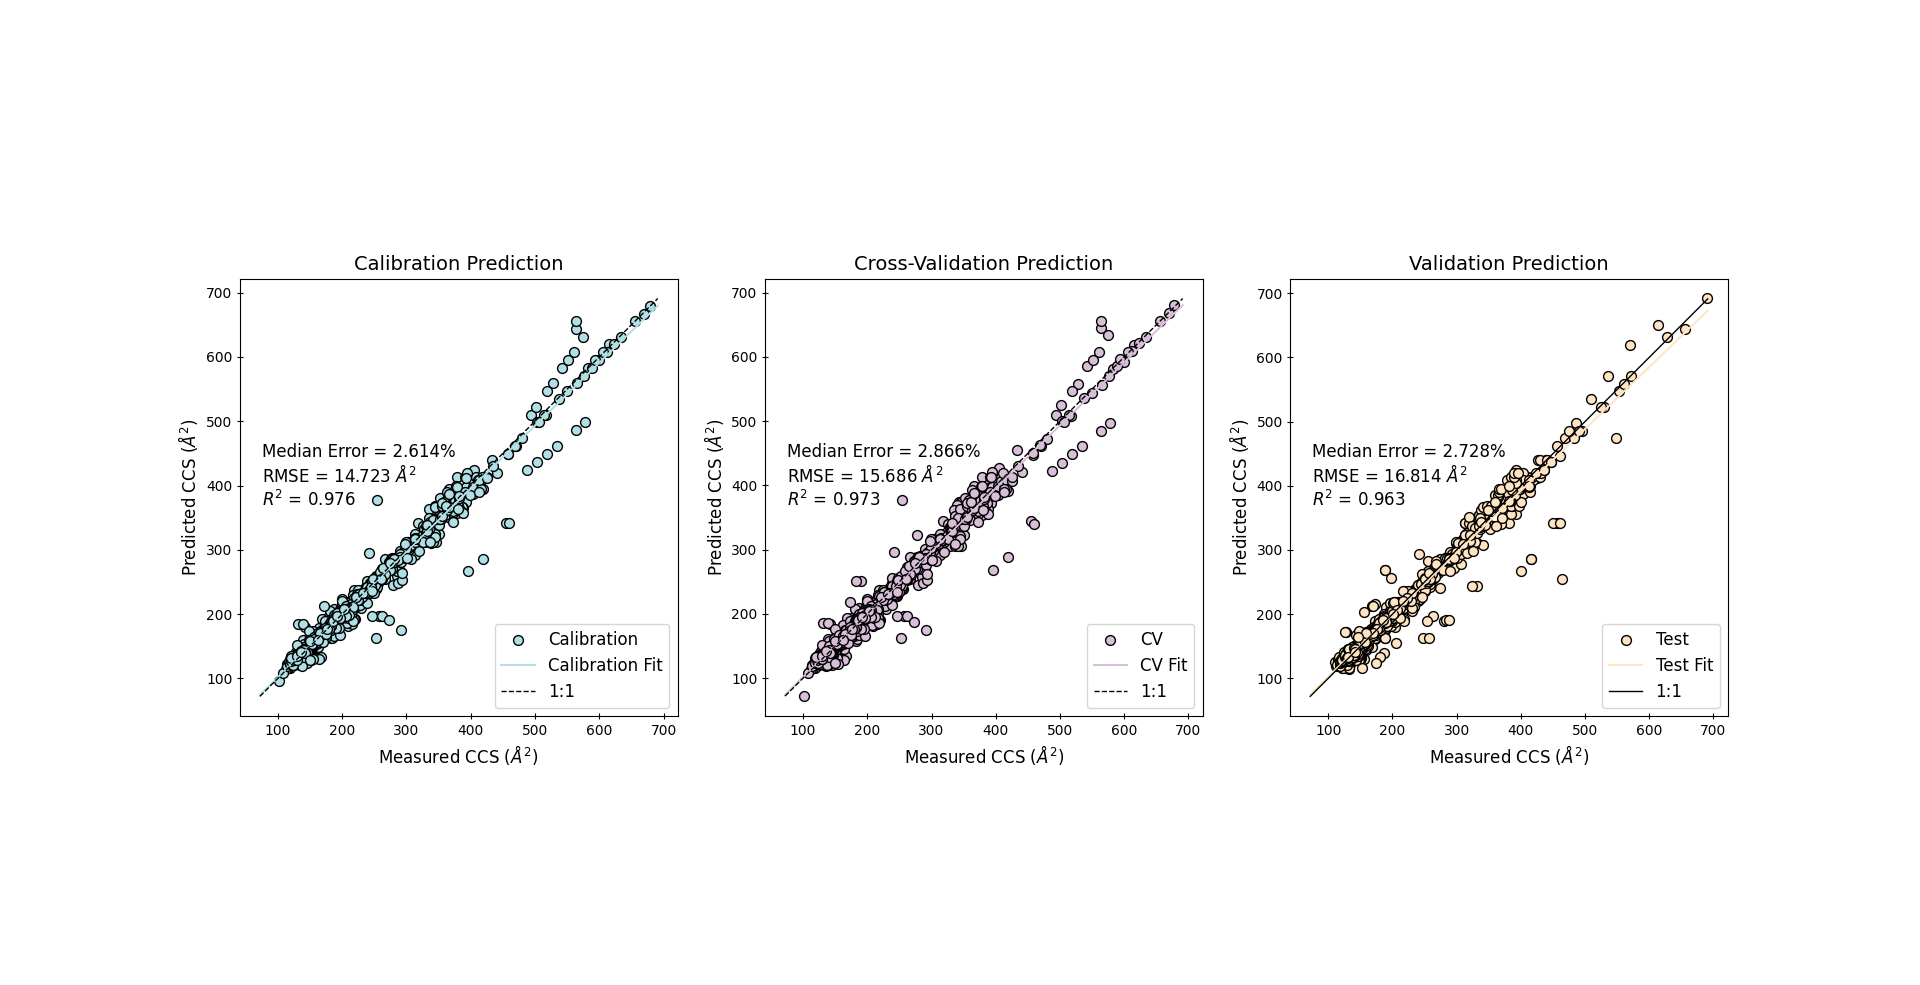 Calibration Prediction
700
600
500
400
300
200
100
Predicted CCS (Å²)
Median Error = 2.614%
RMSE = 14.723 Å²
R² = 0.976
Calibration
Calibration Fit
1:1
100 200 300 400 500 600 700
Measured CCS (Å²)
Cross-Validation Prediction
700
600
500
400
300
200
100
Predicted CCS (Å²)
Median Error = 2.866%
RMSE = 15.686 Å²
R² = 0.973
CV
CV Fit
1:1
100 200 300 400 500 600 700
Measured CCS (Å²)
Validation Prediction
700
600
500
400
300
200
100
Predicted CCS (Å²)
Median Error = 2.728%
RMSE = 16.814 Å²
R² = 0.963
Test
Test Fit
1:1
100 200 300 400 500 600 700
Measured CCS (Å²)